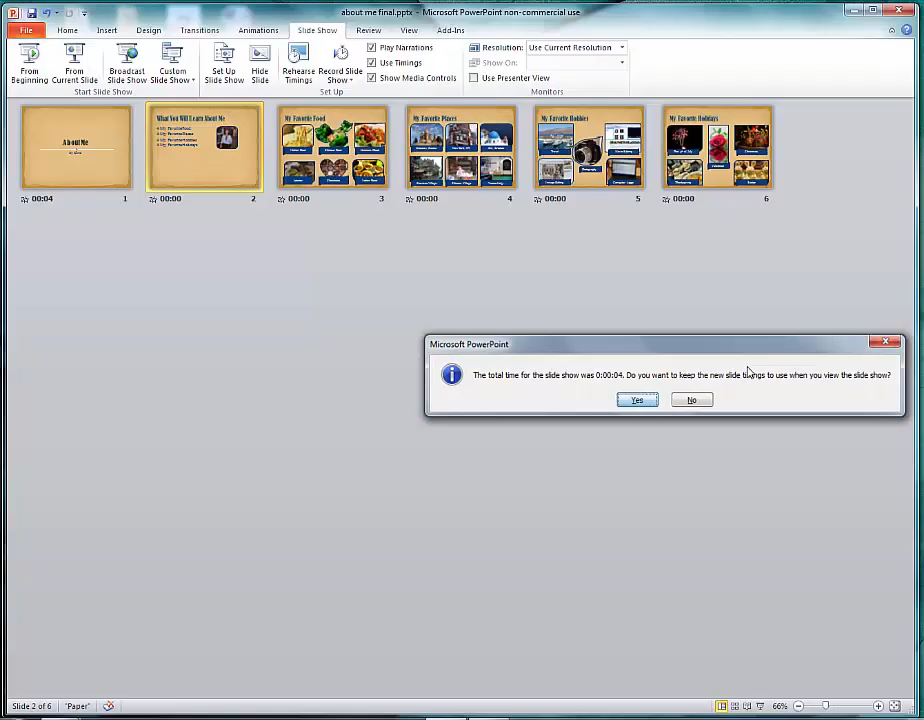 about me final.pptx - Microsoft PowerPoint non-commercial use
File Home Insert Design Transitions Animations Slide Show Review View Add-Ins
From Beginning
From Current Slide
Broadcast Slide Show
Custom Slide Show
Set Up Slide Show
Hide Slide
Rehearse Timings
Record Slide Show
Play Narrations
Use Timings
Show Media Controls
Resolution: Use Current Resolution
Show On:
Use Presenter View
Start Slide Show
Set Up
Monitors
About Me
What You Will Learn About Me
My Favorite Food
My Favorite Places
My Favorite Hobbies
My Favorite Holidays
00:04 1
00:00 2
00:00 3
00:00 4
00:00 5
00:00 6
Microsoft PowerPoint
The total time for the slide show was 0:00:04. Do you want to keep the new slide timings to use when you view the slide show?
Yes
No
Slide 2 of 6 "Paper" 66%